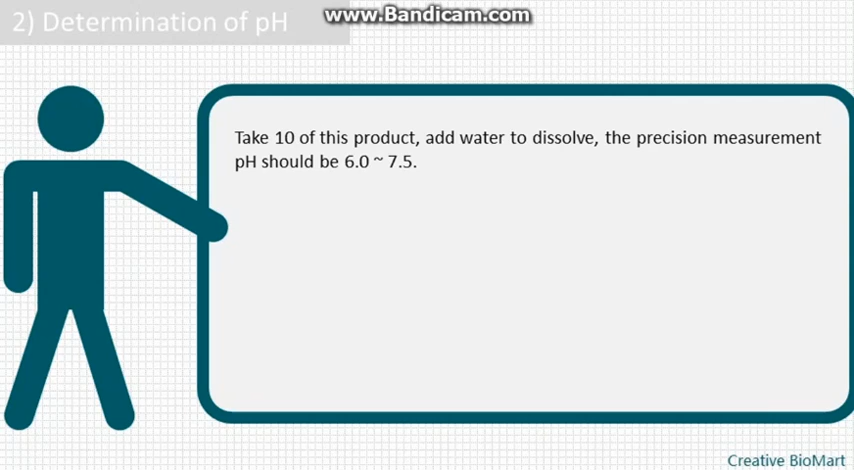 www.Bandicam.com
2) Determination of pH
Take 10 of this product, add water to dissolve, the precision measurement
pH should be 6.0 ~ 7.5.
Creative BioMart